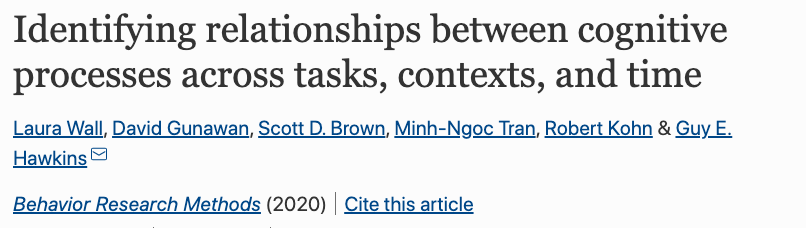 Identifying relationships between cognitive
processes across tasks, contexts, and time
Laura Wall, David Gunawan, Scott D. Brown, Minh-Ngoc Tran, Robert Kohn & Guy E.
Hawkins
Behavior Research Methods (2020) | Cite this article